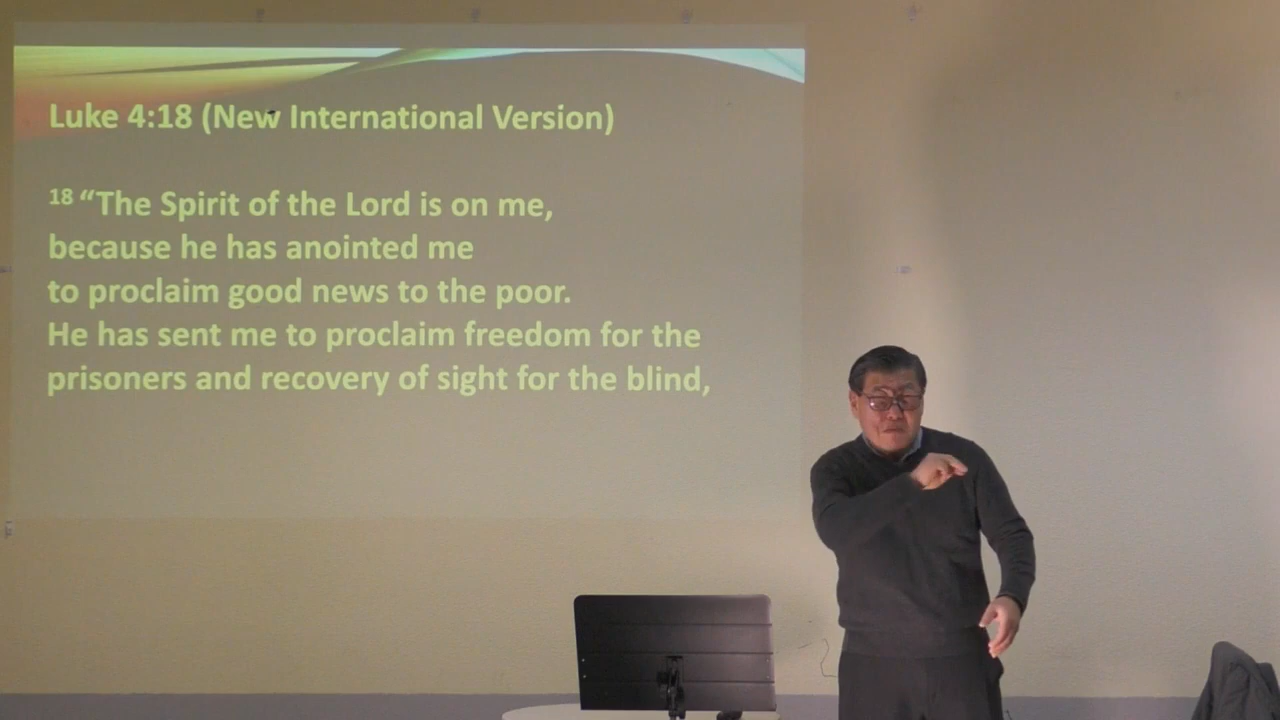 Luke 4:18 (New International Version)
18 “The Spirit of the Lord is on me,
because he has anointed me
to proclaim good news to the poor.
He has sent me to proclaim freedom for the
prisoners and recovery of sight for the blind,